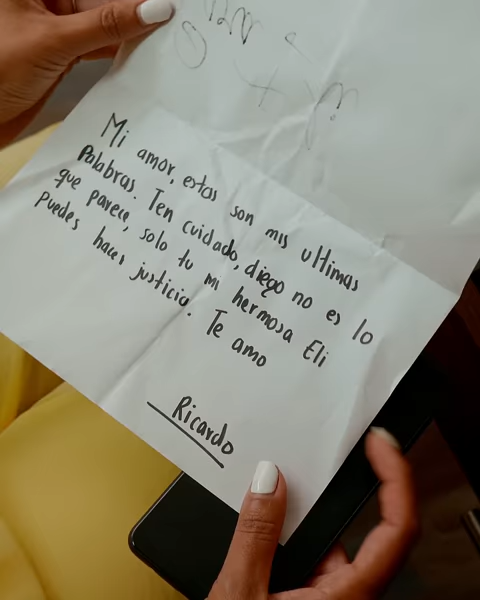 Mi amor, estas son mis ultimas
Palabras. Ten cuidado, diego no es lo
que parece, solo tu mi hermosa Eli
Puedes hacer justicia. Te amo
Ricardo